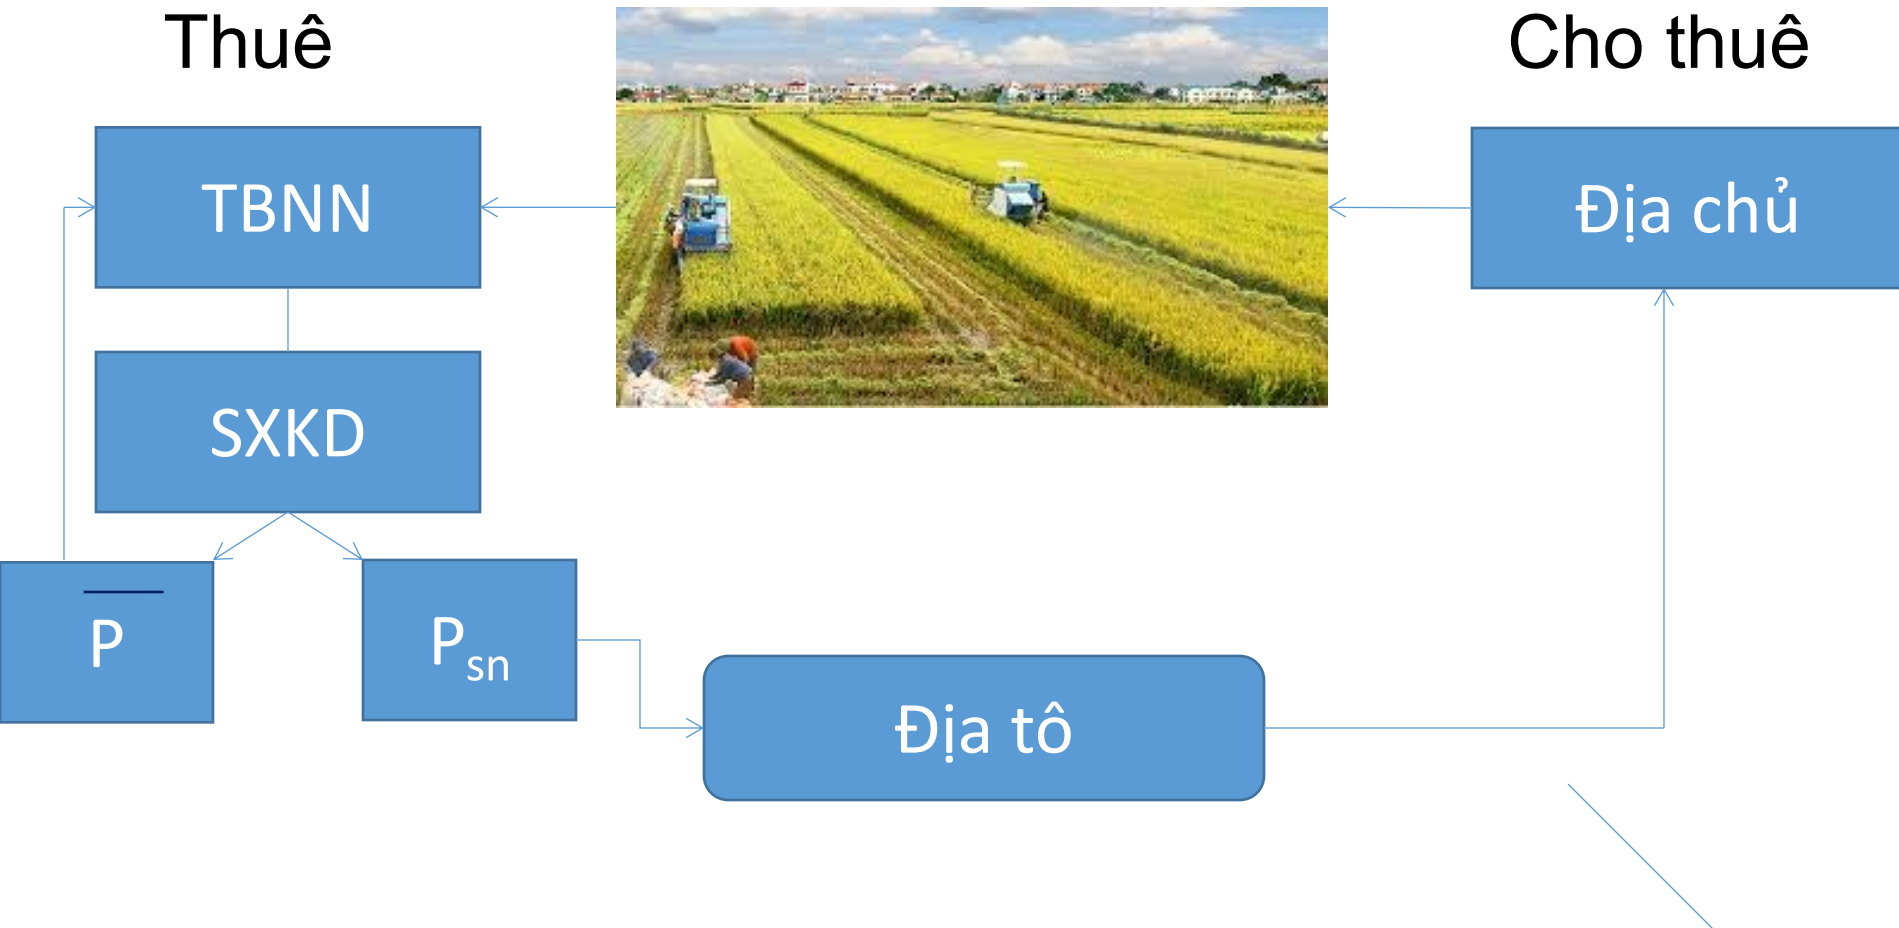 Thuê
Cho thuê
TBNN
Địa chủ
SXKD
P
Psn
Địa tô